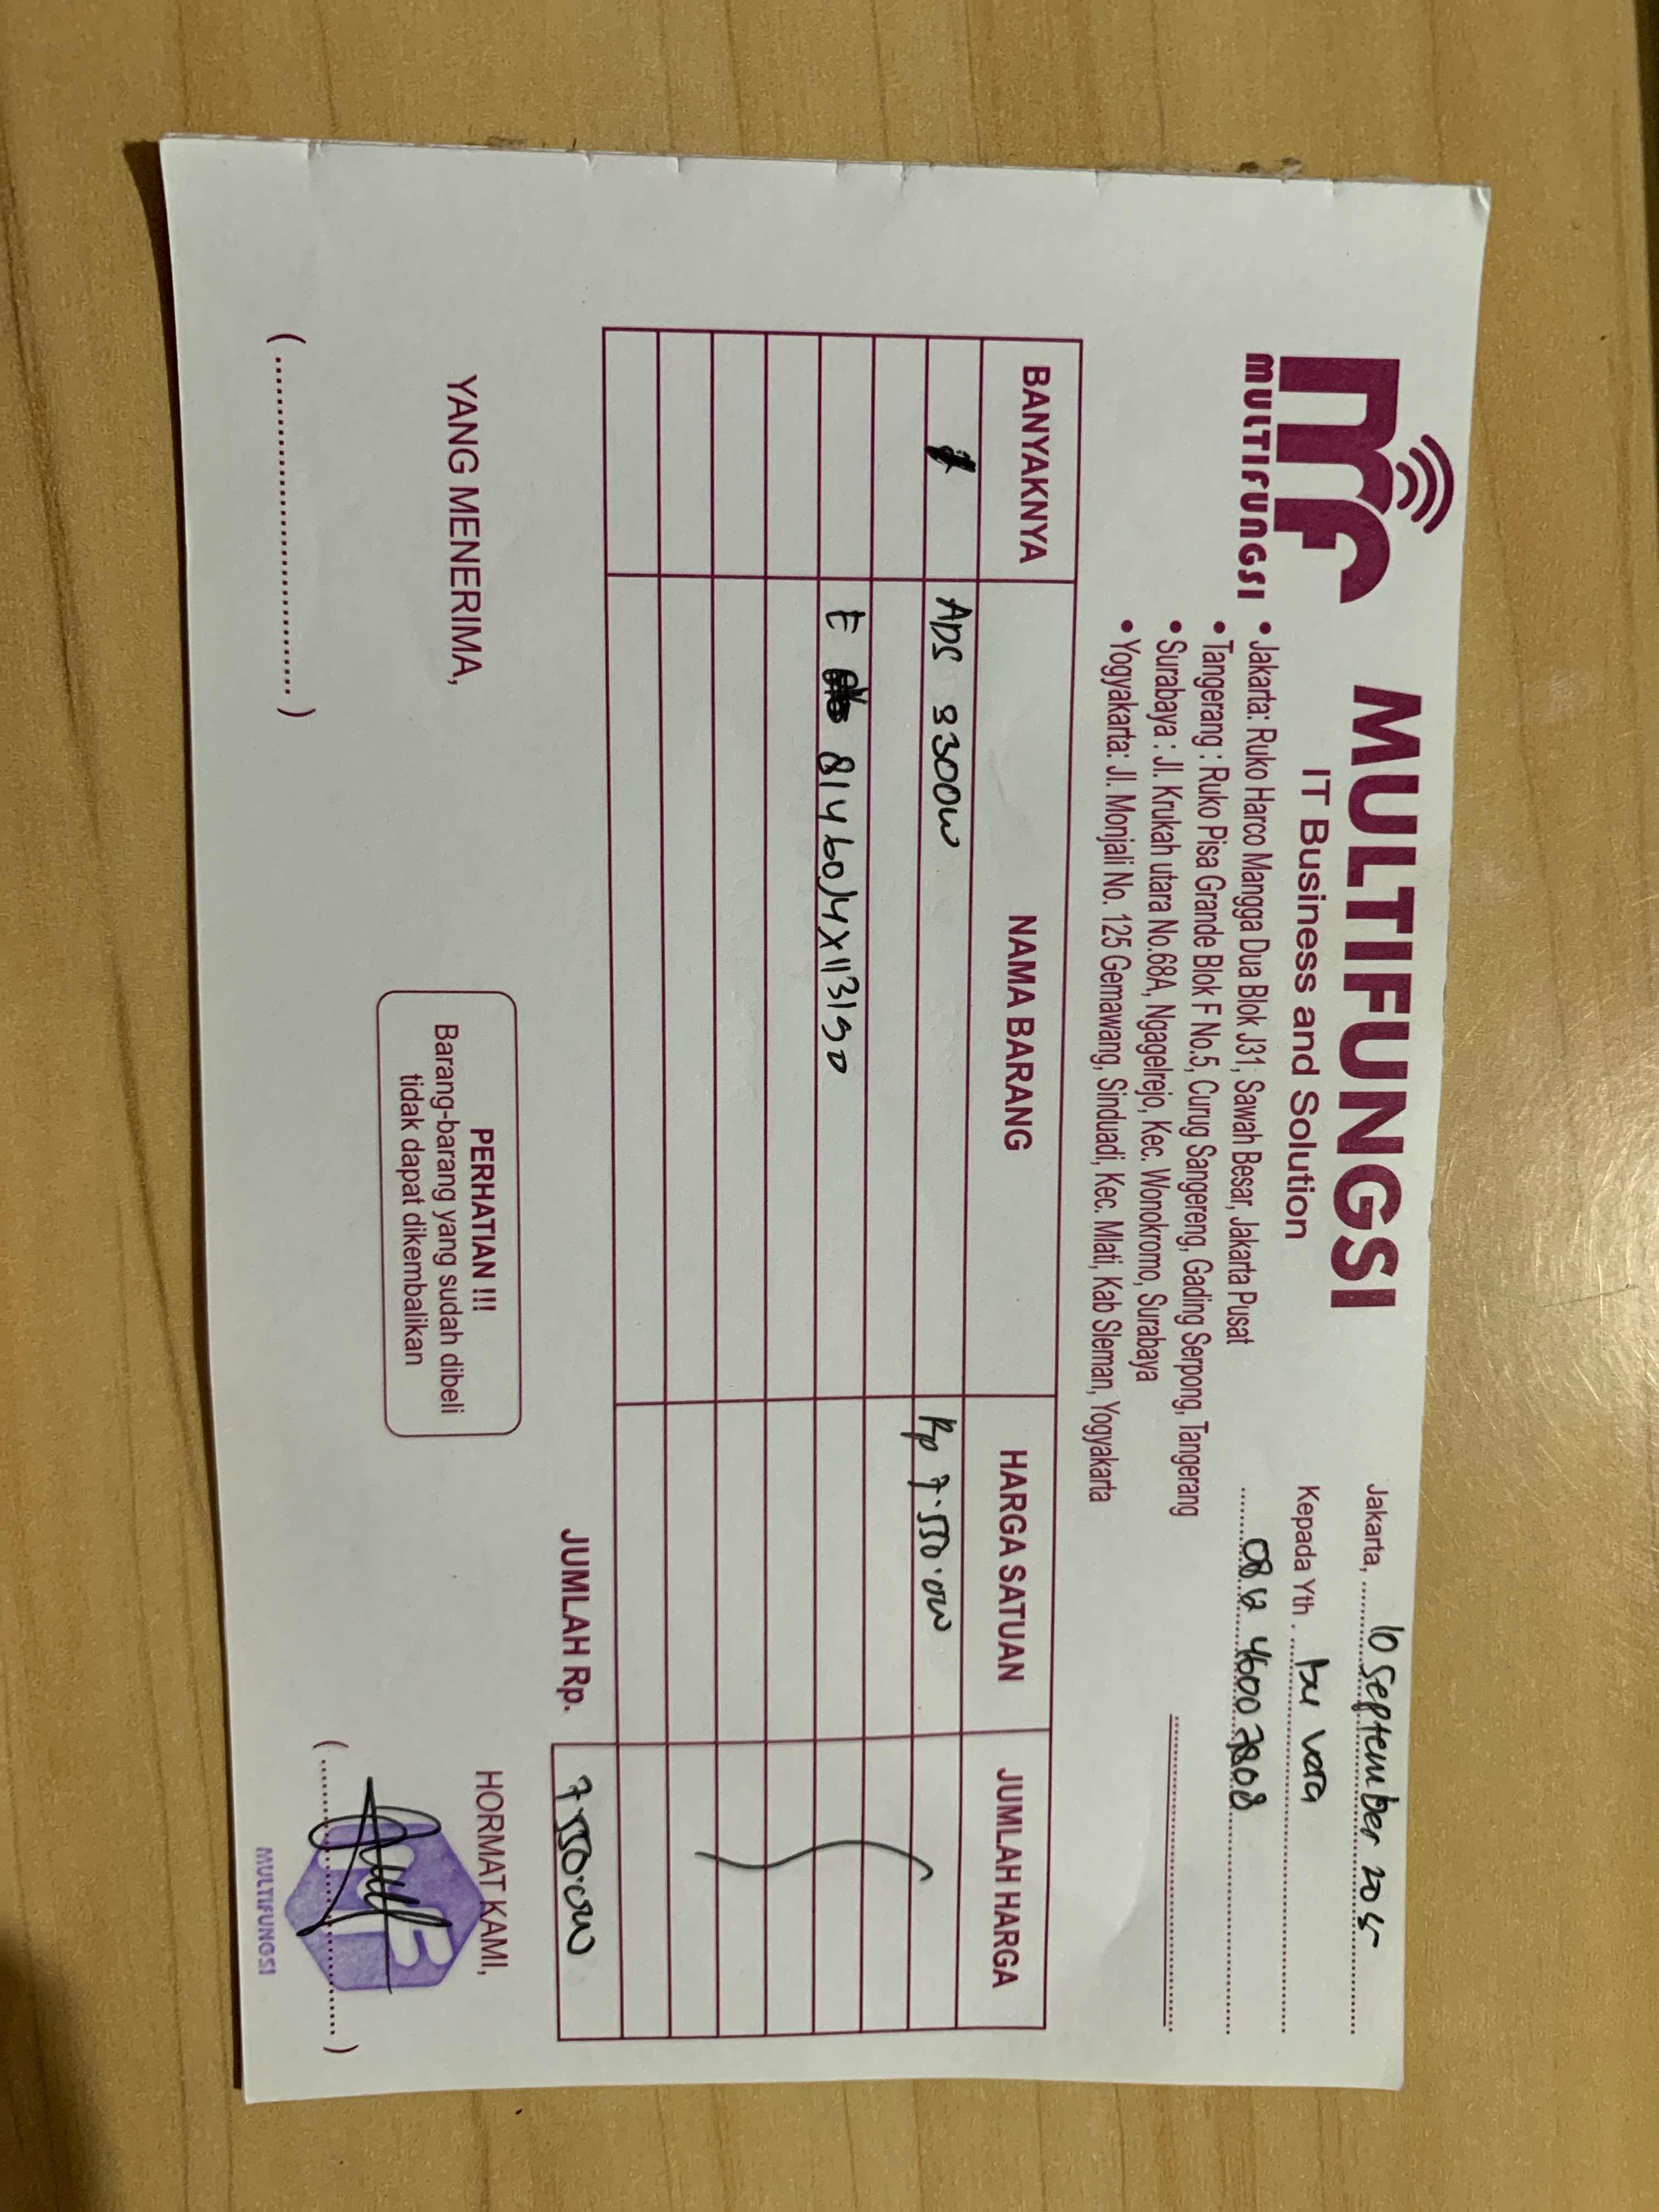 MULTIFUNGSI
MULTIFUNGSI
IT Business and Solution
• Jakarta: Ruko Harco Mangga Dua Blok J31, Sawah Besar, Jakarta Pusat
• Tangerang : Ruko Pisa Grande Blok F No.5, Curug Sangereng, Gading Serpong, Tangerang
• Surabaya : Jl. Krukah utara No.68A, Ngagelrejo, Kec. Wonokromo, Surabaya
• Yogyakarta: Jl. Monjali No. 125 Gemawang, Sinduadi, Kec. Mlati, Kab Sleman, Yogyakarta
Jakarta, 10 September 2025
Kepada Yth. bu vera
0812 4600 7808
BANYAKNYA NAMA BARANG HARGA SATUAN JUMLAH HARGA
1 ADS 3300W Rp 7.550.000
E
JUMLAH Rp. 7.550.000
YANG MENERIMA,
PERHATIAN !!!
Barang-barang yang sudah dibeli
tidak dapat dikembalikan
HORMAT KAMI,
MULTIFUNGSI